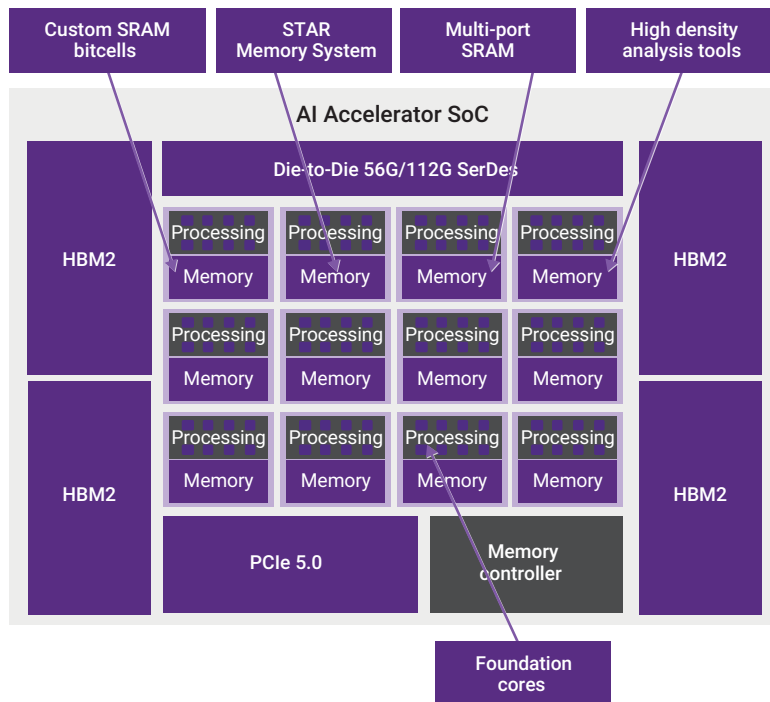 Custom SRAM
bitcells
STAR
Memory System
Multi-port
SRAM
High density
analysis tools
AI Accelerator SoC
HBM2
Die-to-Die 56G/112G SerDes
HBM2
Processing
Processing
Processing
Processing
Memory
Memory
Memory
Memory
Processing
Processing
Processing
Processing
Memory
Memory
Memory
Memory
HBM2
Processing
Processing
Processing
Processing
Memory
Memory
Memory
Memory
HBM2
PCIe 5.0
Memory
controller
Foundation
cores